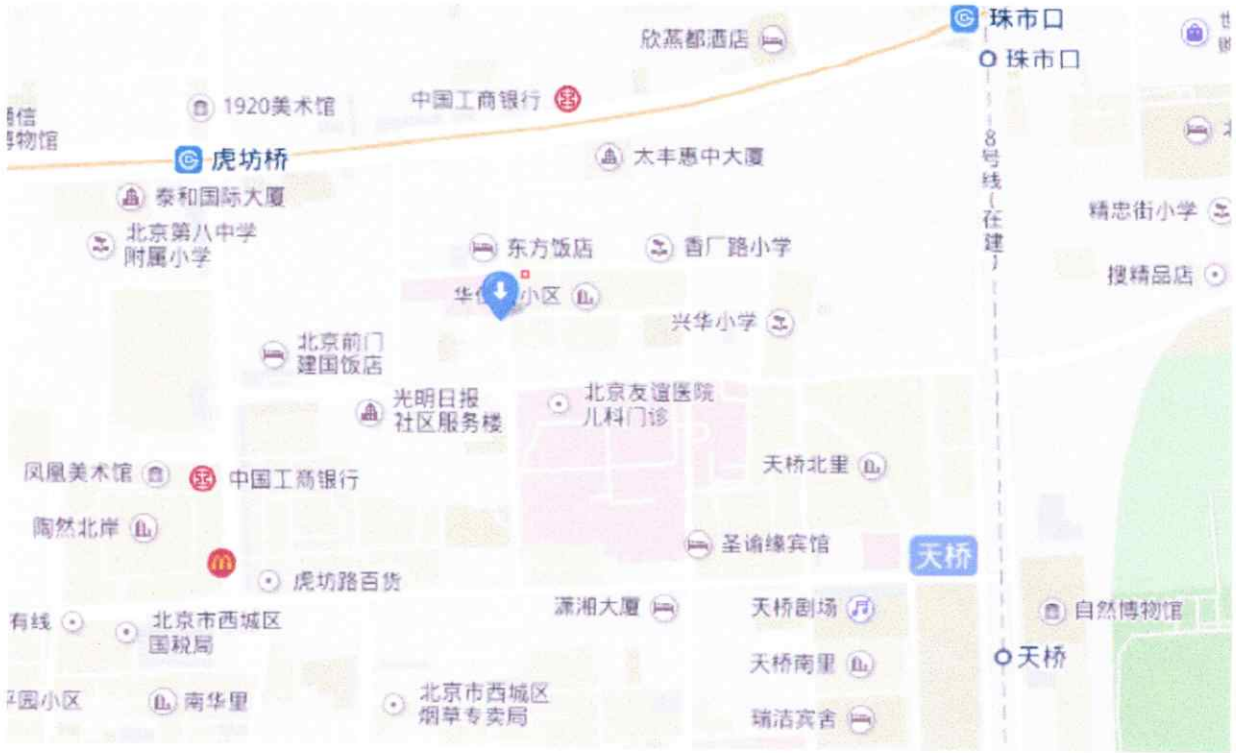 珠市口
欣燕都酒店
珠市口
1920美术馆
中国工商银行
通信
博物馆
虎坊桥
太丰惠中大厦
8号线(在建)
泰和国际大厦
精忠街小学
北京第八中学
附属小学
东方饭店
香厂路小学
搜精品店
小区
兴华小学
北京前门
建国饭店
光明日报
社区服务楼
北京友谊医院
儿科门诊
P
凤凰美术馆
中国工商银行
天桥北里
陶然北岸
圣谕缘宾馆
天桥
虎坊路百货
潇湘大厦
天桥剧场
自然博物馆
有线
北京市西城区
国税局
天桥南里
天桥
平园小区
南华里
北京市西城区
烟草专卖局
瑞洁宾舍